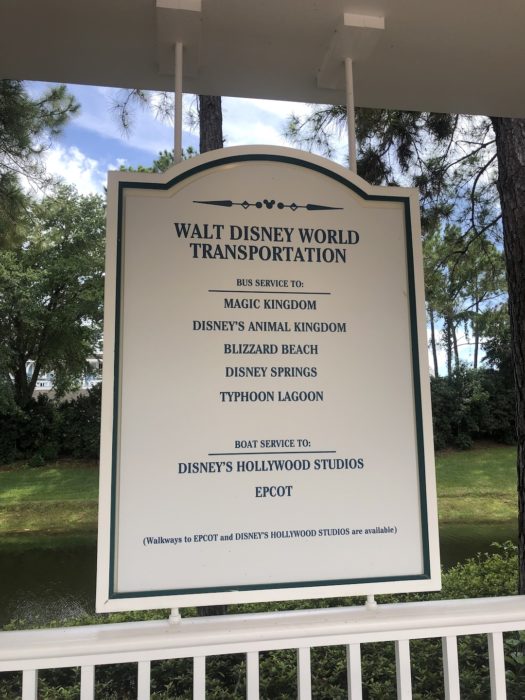 WALT DISNEY WORLD
TRANSPORTATION
BUS SERVICE TO:
MAGIC KINGDOM
DISNEY'S ANIMAL KINGDOM
BLIZZARD BEACH
DISNEY SPRINGS
TYPHOON LAGOON
BOAT SERVICE TO:
DISNEY'S HOLLYWOOD STUDIOS
EPCOT
(Walkways to EPCOT and DISNEY'S HOLLYWOOD STUDIOS are available)